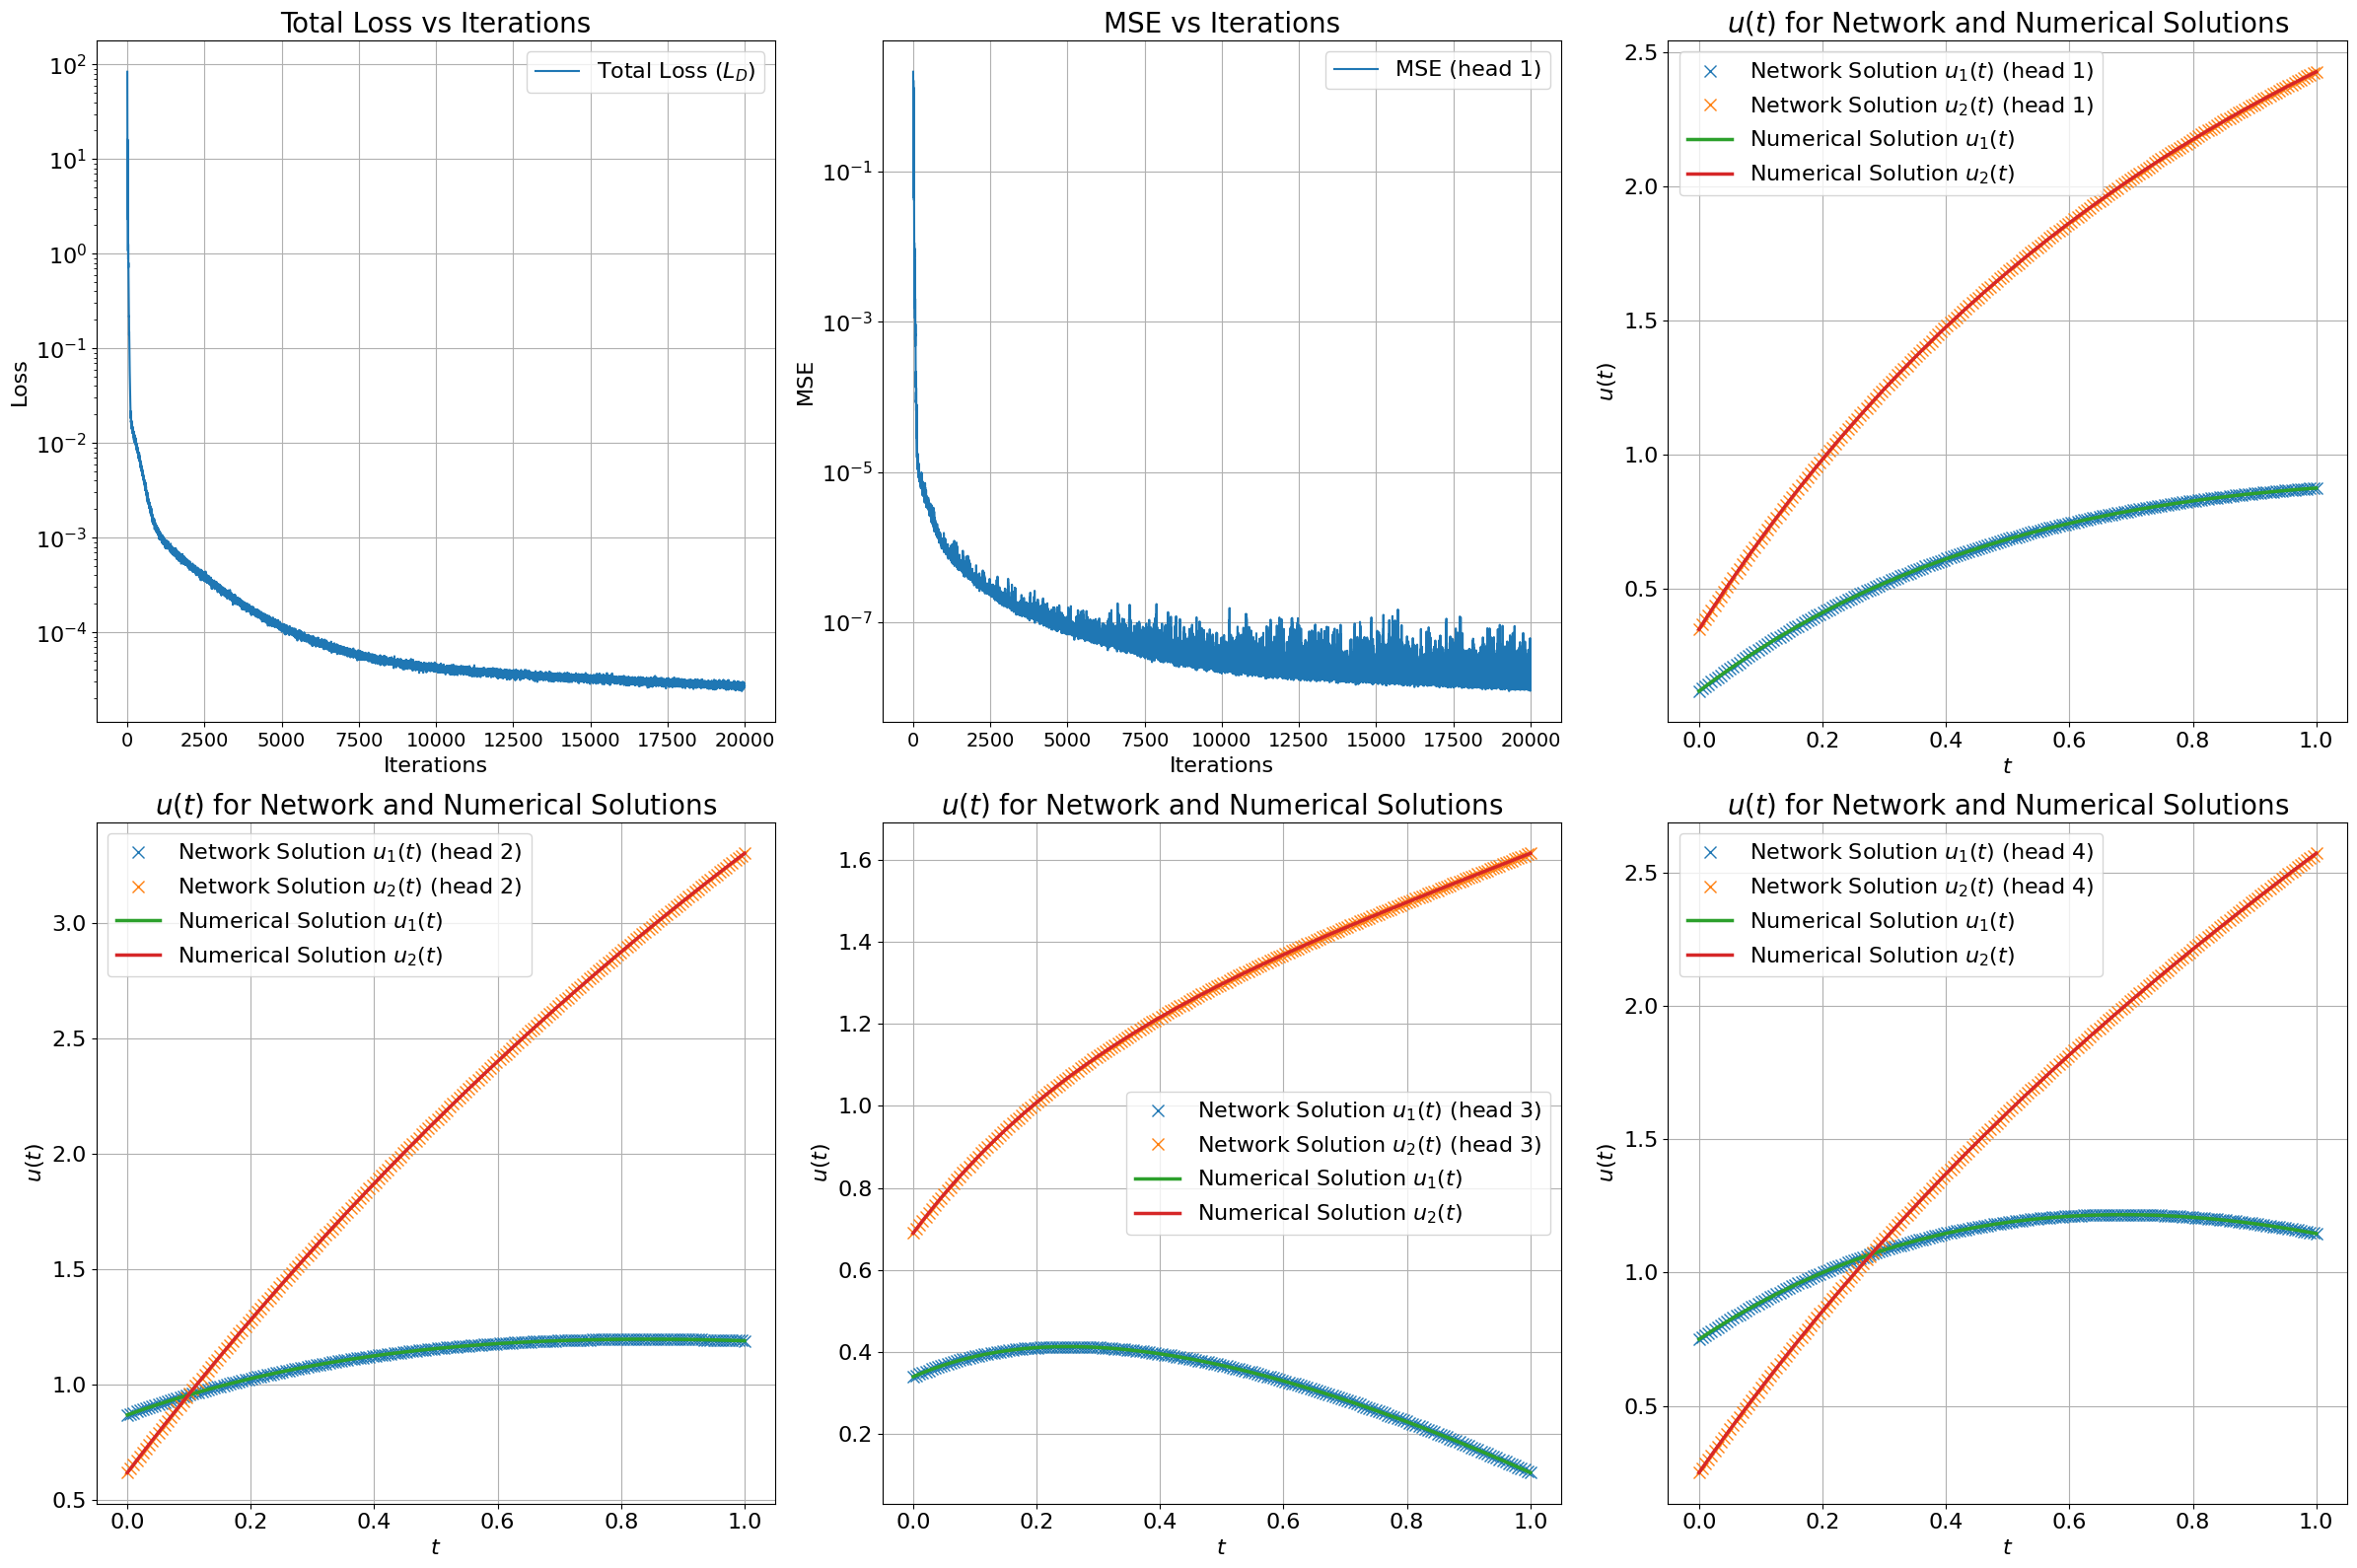 Total Loss vs Iterations
Total Loss (L_D)
10^2
10^1
10^0
10^-1
10^-2
10^-3
10^-4
Loss
0 2500 5000 7500 10000 12500 15000 17500 20000
Iterations
MSE vs Iterations
MSE (head 1)
10^-1
10^-3
10^-5
10^-7
MSE
0 2500 5000 7500 10000 12500 15000 17500 20000
Iterations
u(t) for Network and Numerical Solutions
Network Solution u_1(t) (head 1)
Network Solution u_2(t) (head 1)
Numerical Solution u_1(t)
Numerical Solution u_2(t)
2.5
2.0
1.5
1.0
0.5
u(t)
0.0 0.2 0.4 0.6 0.8 1.0
t
u(t) for Network and Numerical Solutions
Network Solution u_1(t) (head 2)
Network Solution u_2(t) (head 2)
Numerical Solution u_1(t)
Numerical Solution u_2(t)
3.0
2.5
2.0
1.5
1.0
0.5
u(t)
0.0 0.2 0.4 0.6 0.8 1.0
t
u(t) for Network and Numerical Solutions
1.6
1.4
1.2
1.0
0.8
0.6
0.4
0.2
u(t)
Network Solution u_1(t) (head 3)
Network Solution u_2(t) (head 3)
Numerical Solution u_1(t)
Numerical Solution u_2(t)
0.0 0.2 0.4 0.6 0.8 1.0
t
u(t) for Network and Numerical Solutions
Network Solution u_1(t) (head 4)
Network Solution u_2(t) (head 4)
Numerical Solution u_1(t)
Numerical Solution u_2(t)
2.5
2.0
1.5
1.0
0.5
u(t)
0.0 0.2 0.4 0.6 0.8 1.0
t